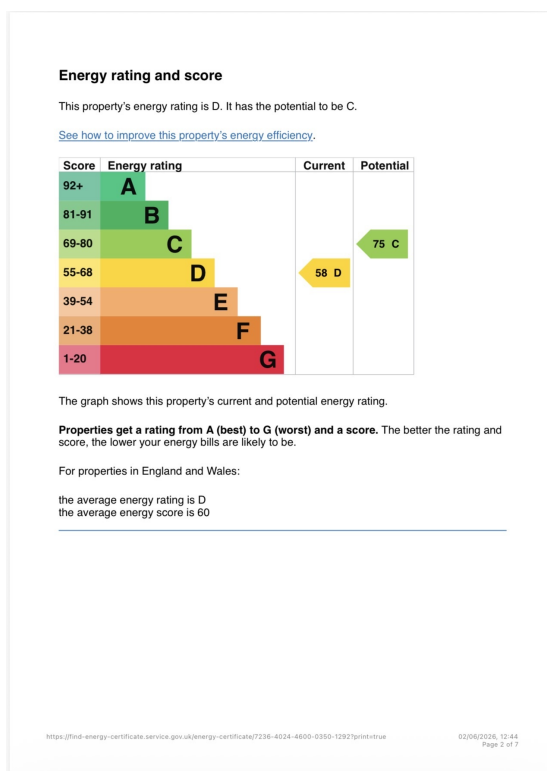 Energy rating and score
This property’s energy rating is D. It has the potential to be C.
See how to improve this property’s energy efficiency.
Score Energy rating Current Potential
92+ A
81-91 B
69-80 C 75 C
55-68 D 58 D
39-54 E
21-38 F
1-20 G
The graph shows this property’s current and potential energy rating.
Properties get a rating from A (best) to G (worst) and a score. The better the rating and
score, the lower your energy bills are likely to be.
For properties in England and Wales:
the average energy rating is D
the average energy score is 60
https://find-energy-certificate.service.gov.uk/energy-certificate/7236-4024-4600-0350-1292?print=true 02/06/2026, 12:44
Page 2 of 7